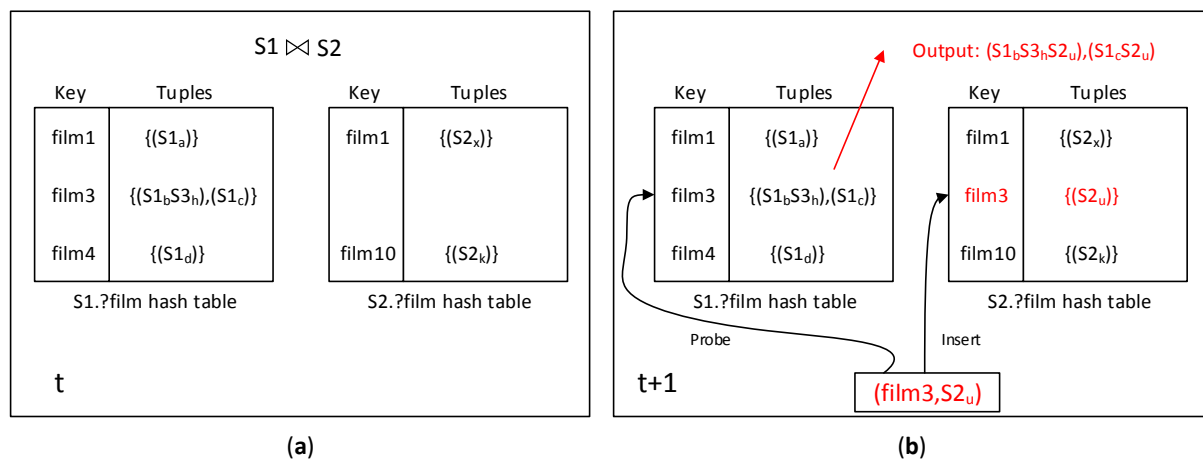 S1 ⋈ S2
Key Tuples
film1 {(S1a)}
film3 {(S1bS3h),(S1c)}
film4 {(S1d)}
S1.?film hash table
Key Tuples
film1 {(S2x)}
film10 {(S2k)}
S2.?film hash table
t
(a)
Output: (S1bS3hS2u),(S1cS2u)
Key Tuples
film1 {(S1a)}
film3 {(S1bS3h),(S1c)}
film4 {(S1d)}
S1.?film hash table
Key Tuples
film1 {(S2x)}
film3 {(S2u)}
film10 {(S2k)}
S2.?film hash table
Probe
Insert
t+1
(film3,S2u)
(b)